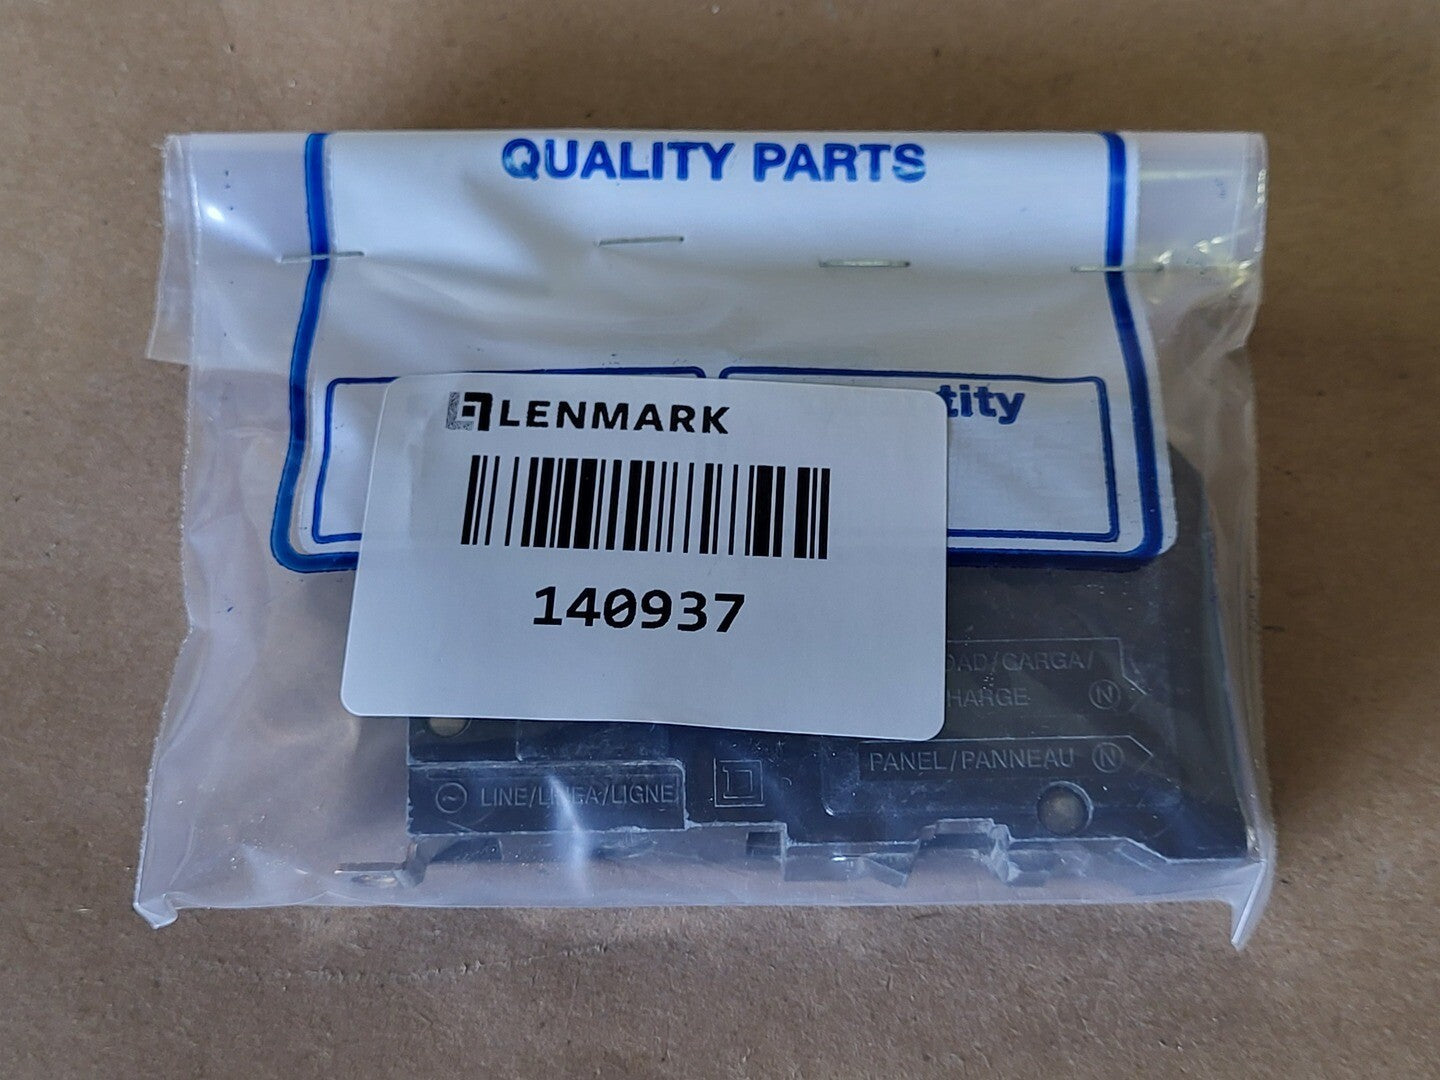 QUALITY PARTS
tity
LENMARK
140937
OAD/CARGA/
HARGE N
PANEL/PANNEAU N
LINE/LINEA/LIGNE